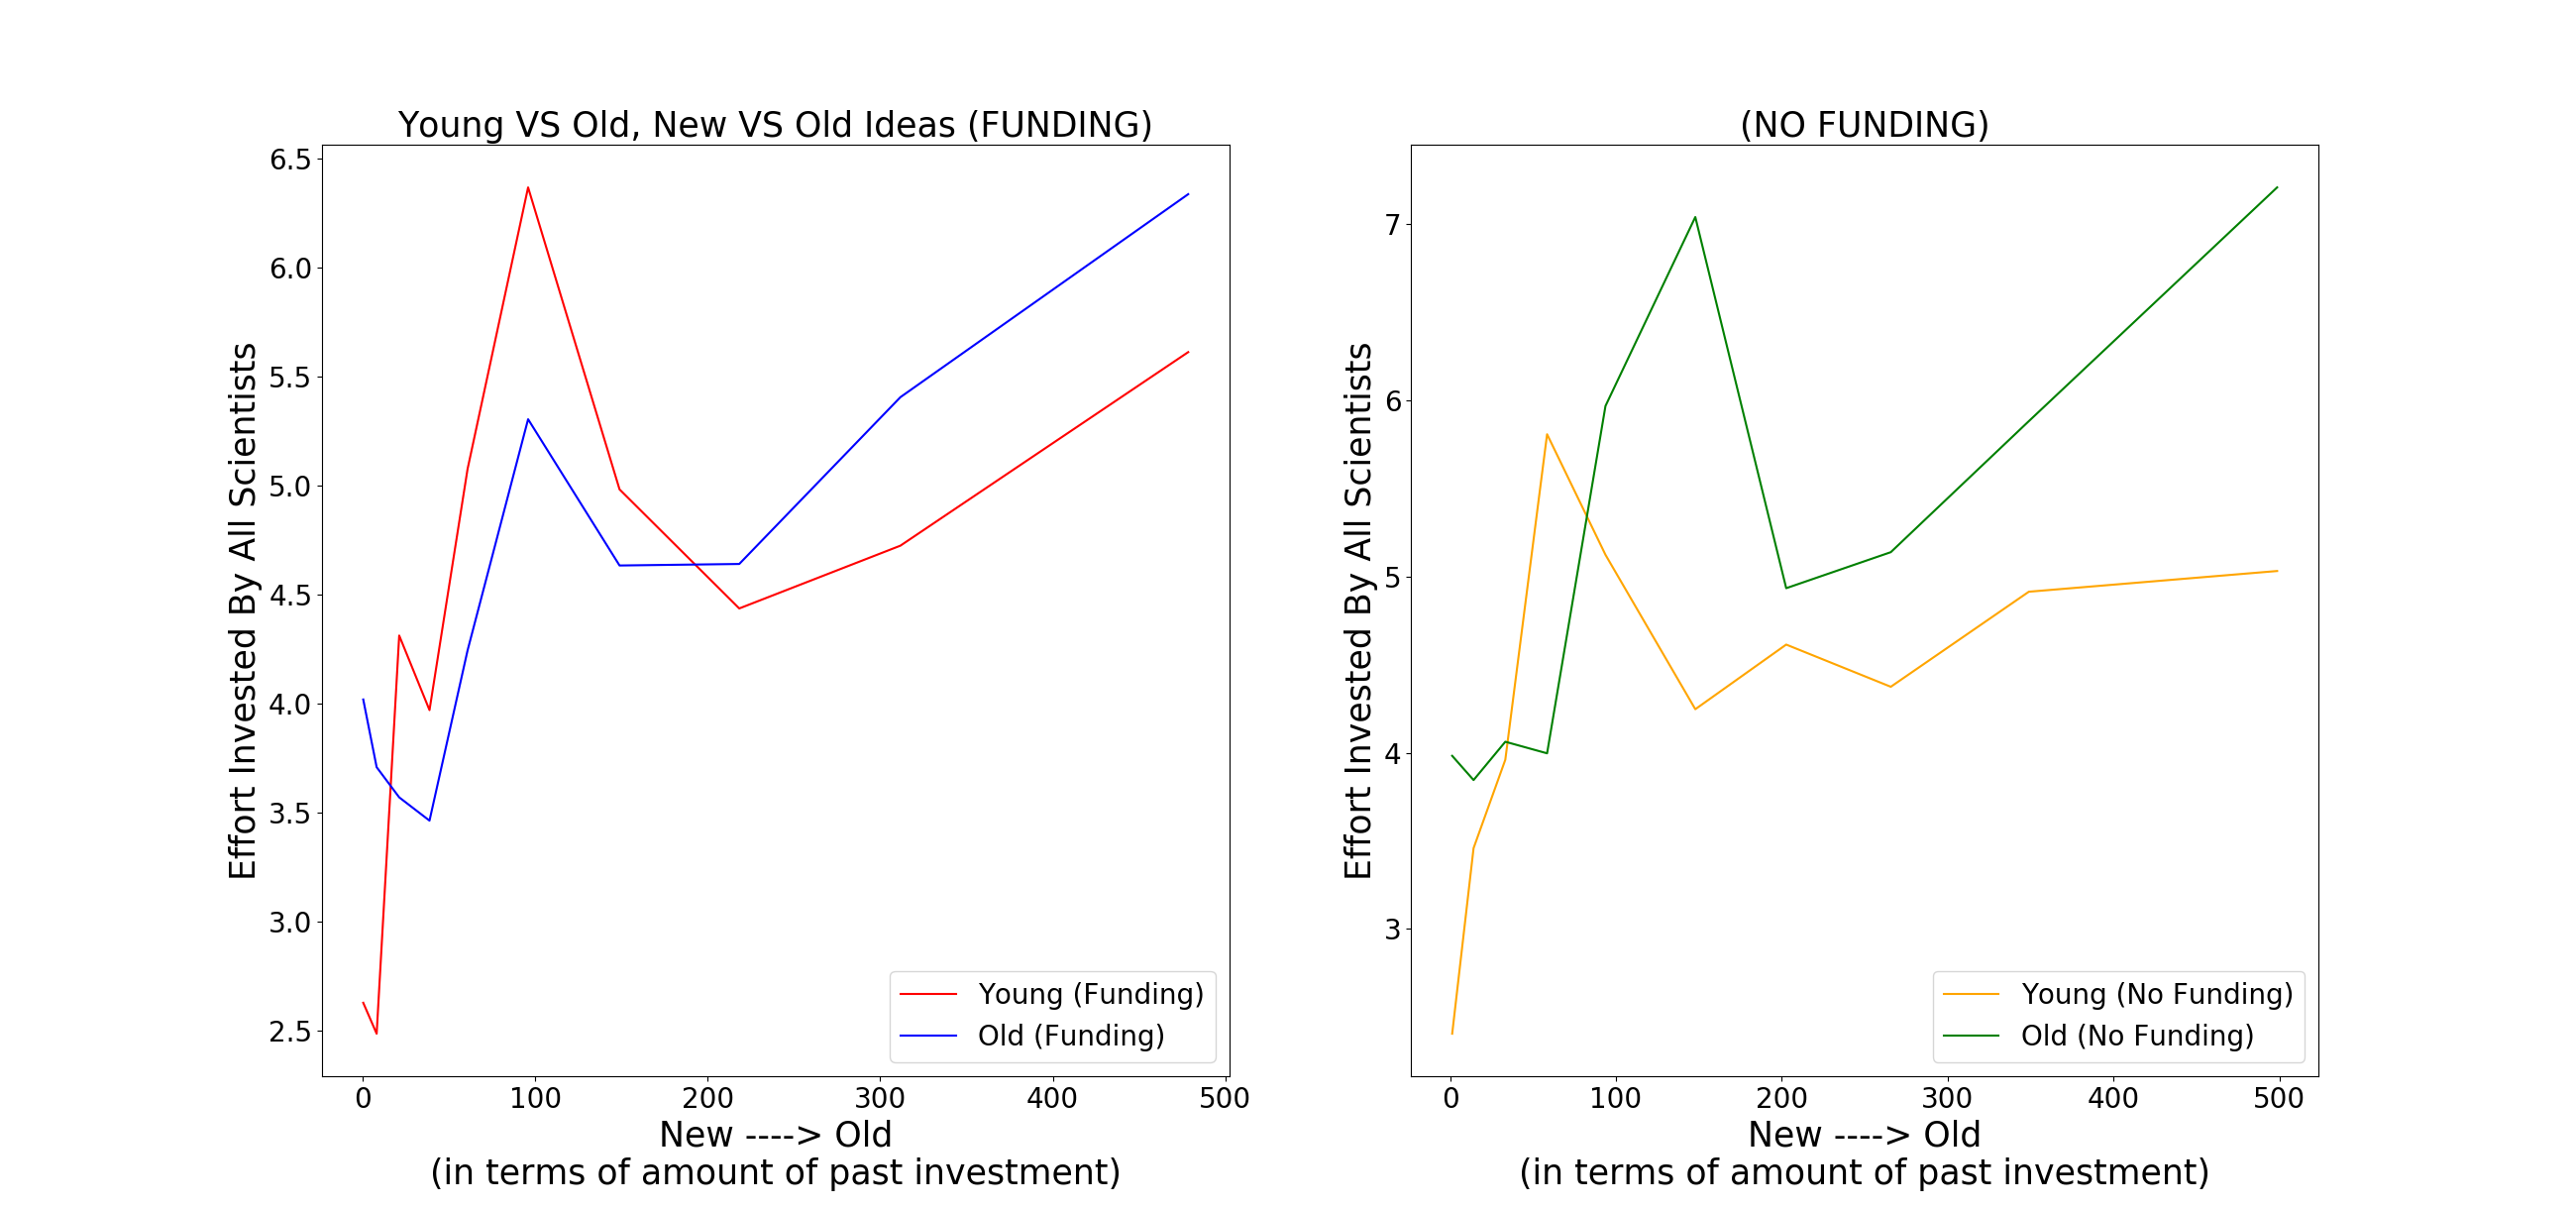 Young VS Old, New VS Old Ideas (FUNDING)
Effort Invested By All Scientists
6.5
6.0
5.5
5.0
4.5
4.0
3.5
3.0
2.5
Young (Funding)
Old (Funding)
0 100 200 300 400 500
New ----> Old
(in terms of amount of past investment)
(NO FUNDING)
Effort Invested By All Scientists
7
6
5
4
3
Young (No Funding)
Old (No Funding)
0 100 200 300 400 500
New ----> Old
(in terms of amount of past investment)